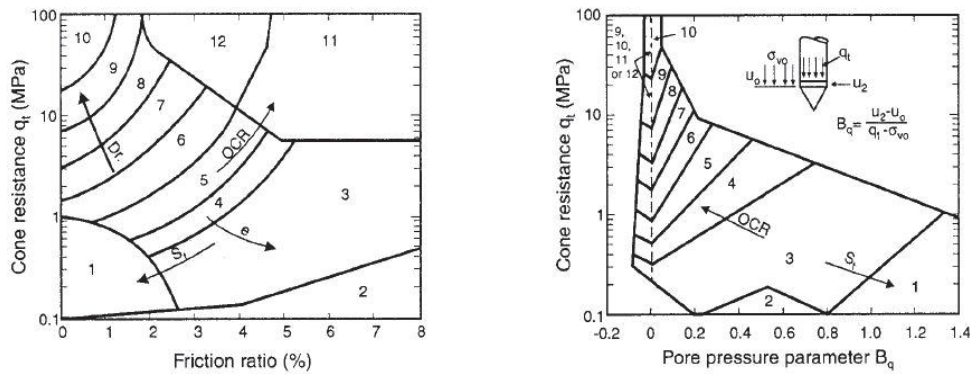 100
10
1
0.1
Cone resistance qt (MPa)
0 1 2 3 4 5 6 7 8
Friction ratio (%)
10
9
8
7
6
5
4
12
11
3
1
2
Dr.
OCR
e
St
100
10
1
0.1
Cone resistance qt (MPa)
-0.2 0 0.2 0.4 0.6 0.8 1.0 1.2 1.4
Pore pressure parameter Bq
9,
10,
11
or 12
10
9
8
7
6
5
4
3
2
1
OCR
St
σvo
qt
uo
u2
Bq= u2-uo
q1-σvo